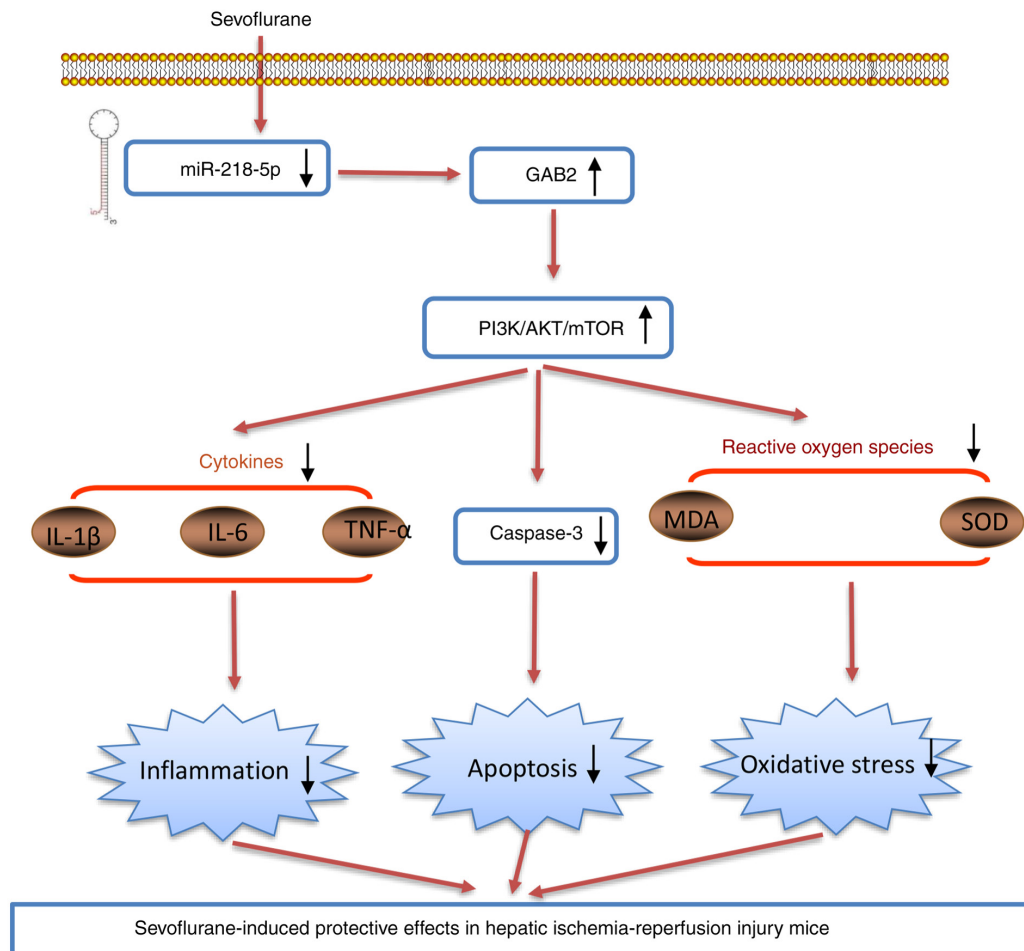 Sevoflurane
miR-218-5p
GAB2
PI3K/AKT/mTOR
Cytokines
Reactive oxygen species
IL-1β
IL-6
TNF-α
Caspase-3
MDA
SOD
Inflammation
Apoptosis
Oxidative stress
Sevoflurane-induced protective effects in hepatic ischemia-reperfusion injury mice